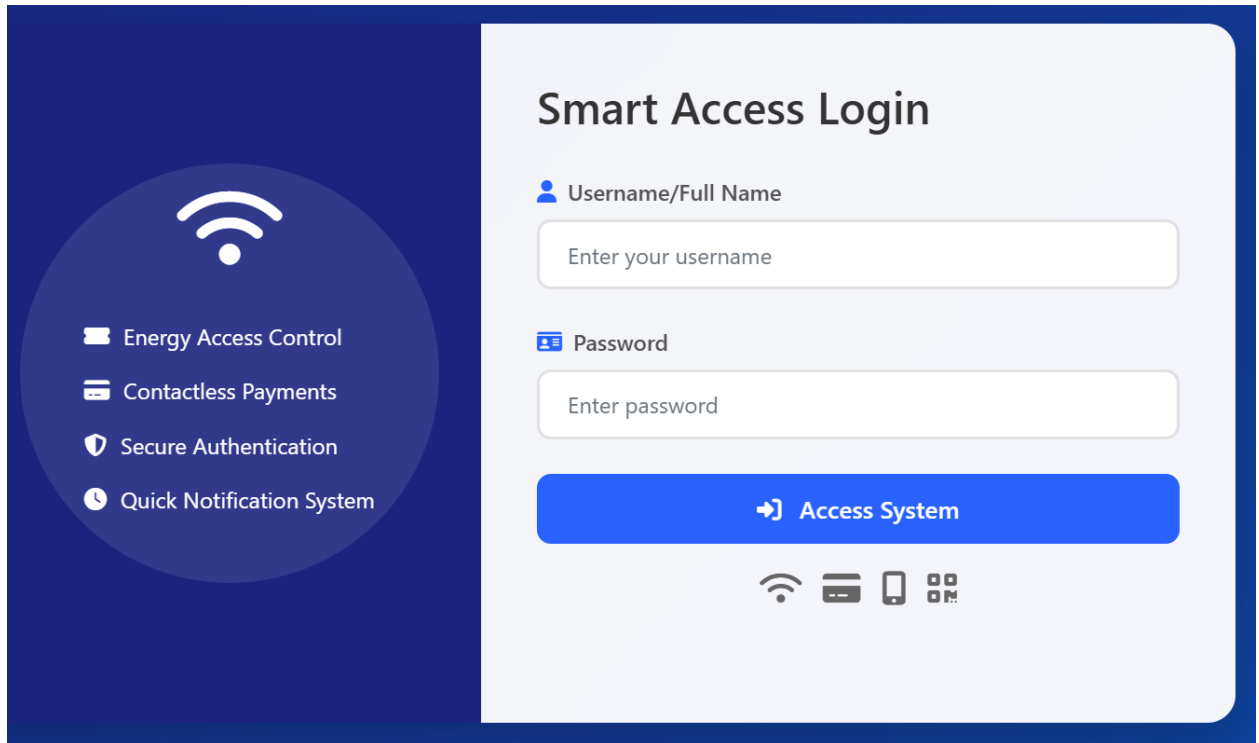 Energy Access Control
Contactless Payments
Secure Authentication
Quick Notification System
Smart Access Login
Username/Full Name
Enter your username
Password
Enter password
Access System